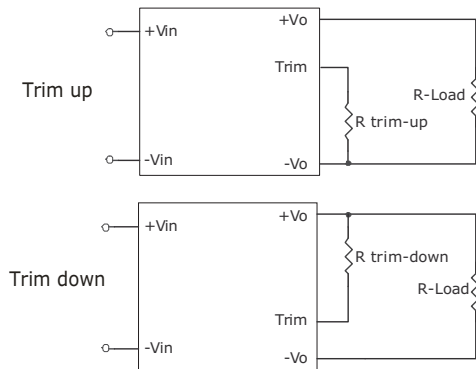 +Vin
+Vo
Trim
Trim up
R-Load
R trim-up
-Vin
-Vo
+Vin
+Vo
R trim-down
Trim down
R-Load
Trim
-Vin
-Vo